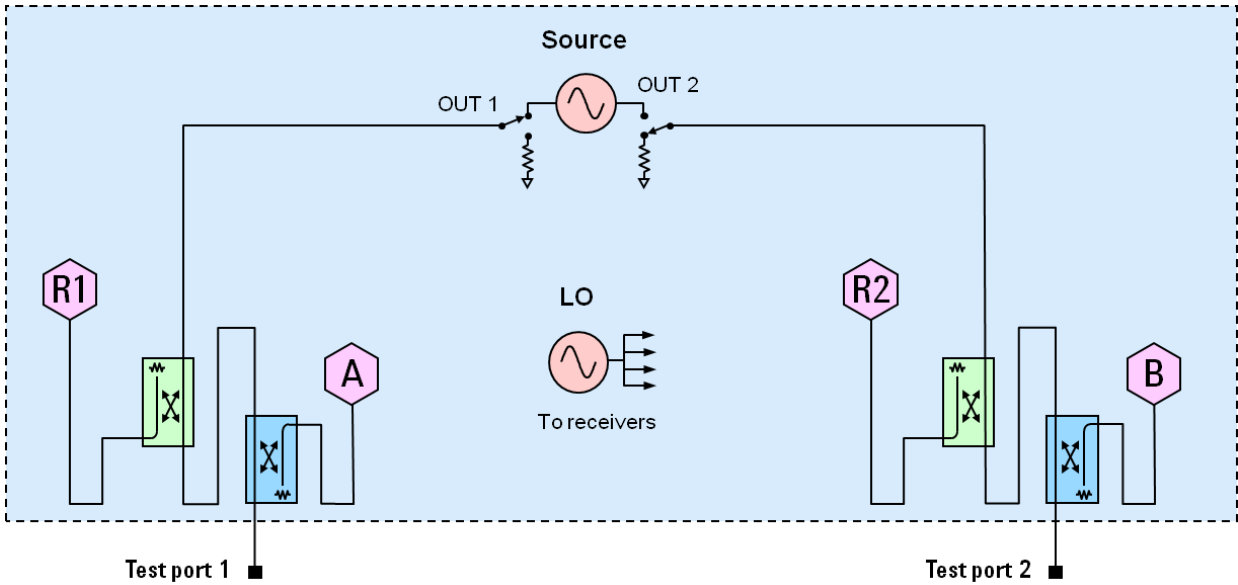 Source
OUT 1
OUT 2
R1
R2
LO
A
B
To receivers
Test port 1
Test port 2